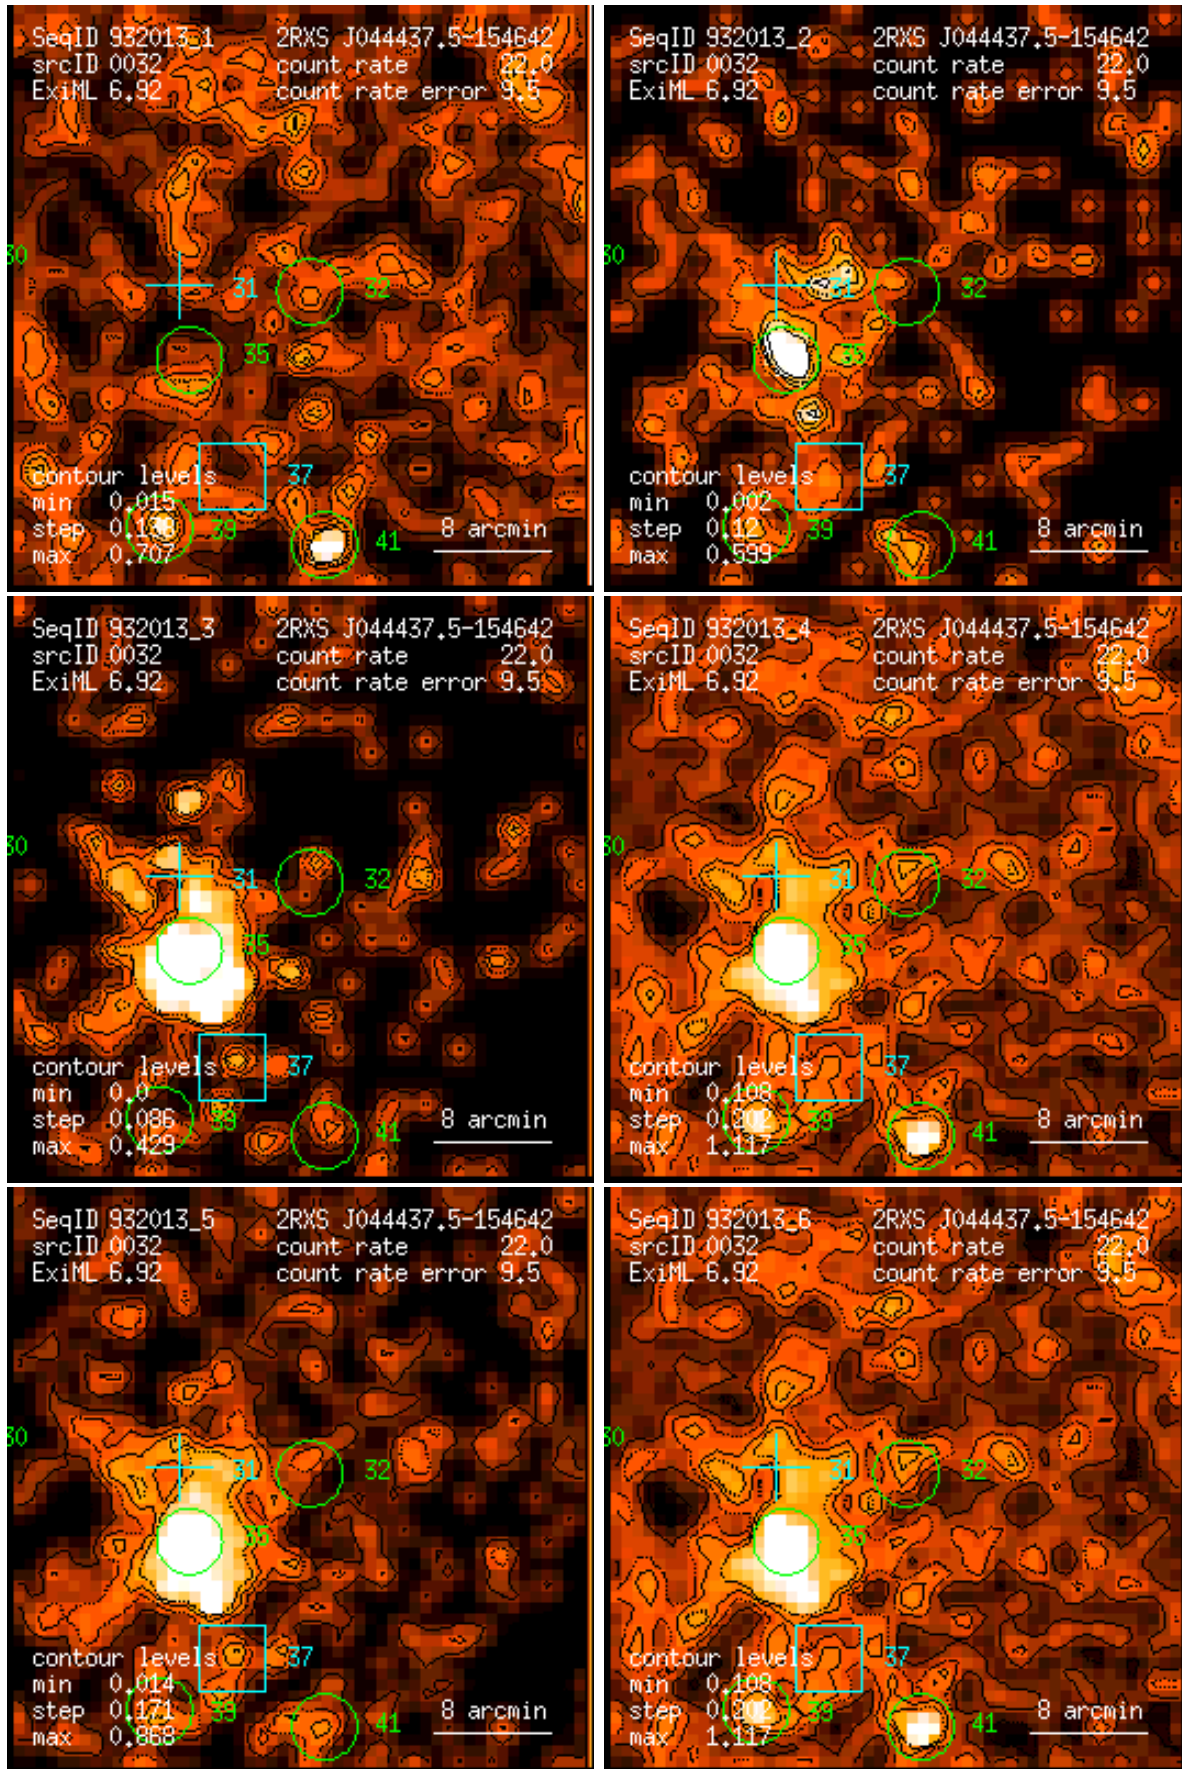 SeqID 932013_1 2RXS J044437.5-154642
srcID 0032 count rate 22.0
ExiML 6.92 count rate error 9.5
30
31 32
35
contour levels 37
min 0.015
step 0.138 39 8 arcmin
max 0.707 41
SeqID 932013_2 2RXS J044437.5-154642
srcID 0032 count rate 22.0
ExiML 6.92 count rate error 9.5
30
31 32
35
contour levels 37
min 0.002
step 0.12 39 8 arcmin
max 0.599 41
SeqID 932013_3 2RXS J044437.5-154642
srcID 0032 count rate 22.0
ExiML 6.92 count rate error 9.5
30
31 32
35
contour levels 37
min 0.0
step 0.086 39 8 arcmin
max 0.429 41
SeqID 932013_4 2RXS J044437.5-154642
srcID 0032 count rate 22.0
ExiML 6.92 count rate error 9.5
30
31 32
35
contour levels 37
min 0.108
step 0.202 39 8 arcmin
max 1.117 41
SeqID 932013_5 2RXS J044437.5-154642
srcID 0032 count rate 22.0
ExiML 6.92 count rate error 9.5
30
31 32
35
contour levels 37
min 0.014
step 0.171 39 8 arcmin
max 0.868 41
SeqID 932013_6 2RXS J044437.5-154642
srcID 0032 count rate 22.0
ExiML 6.92 count rate error 9.5
30
31 32
35
contour levels 37
min 0.108
step 0.202 39 8 arcmin
max 1.117 41